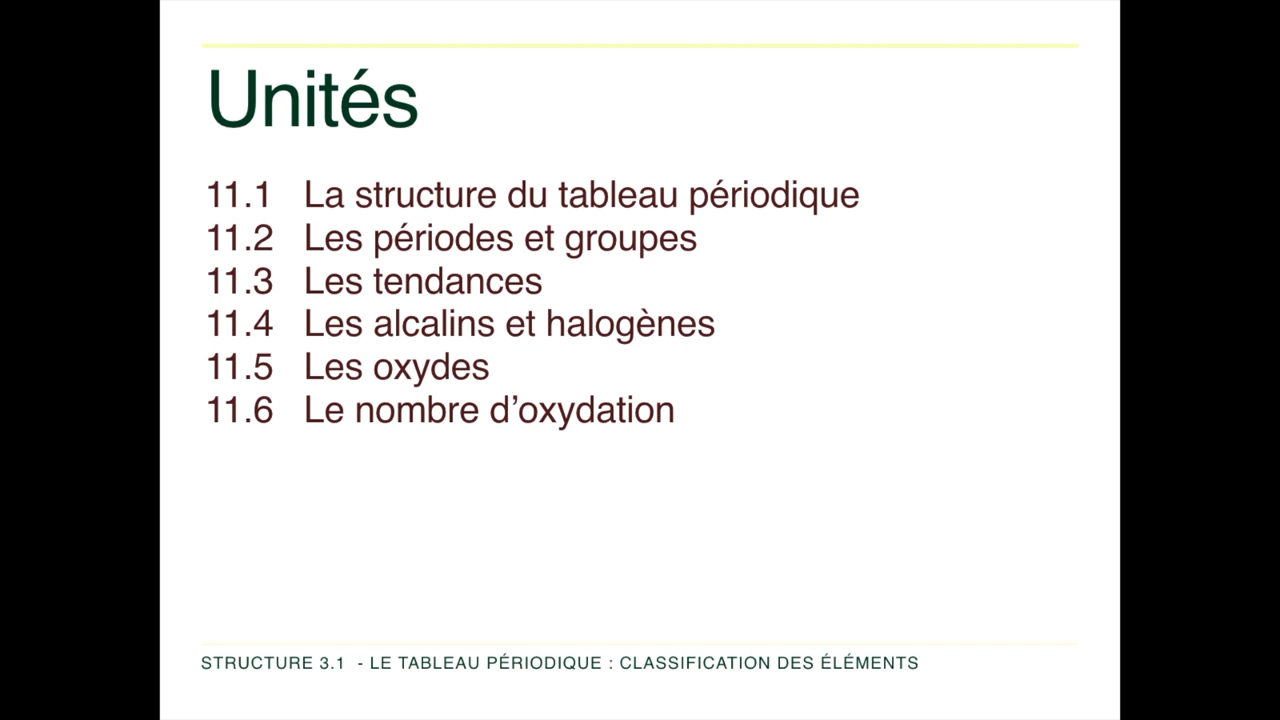 Unités
11.1 La structure du tableau périodique
11.2 Les périodes et groupes
11.3 Les tendances
11.4 Les alcalins et halogènes
11.5 Les oxydes
11.6 Le nombre d’oxydation
STRUCTURE 3.1 - LE TABLEAU PÉRIODIQUE : CLASSIFICATION DES ÉLÉMENTS